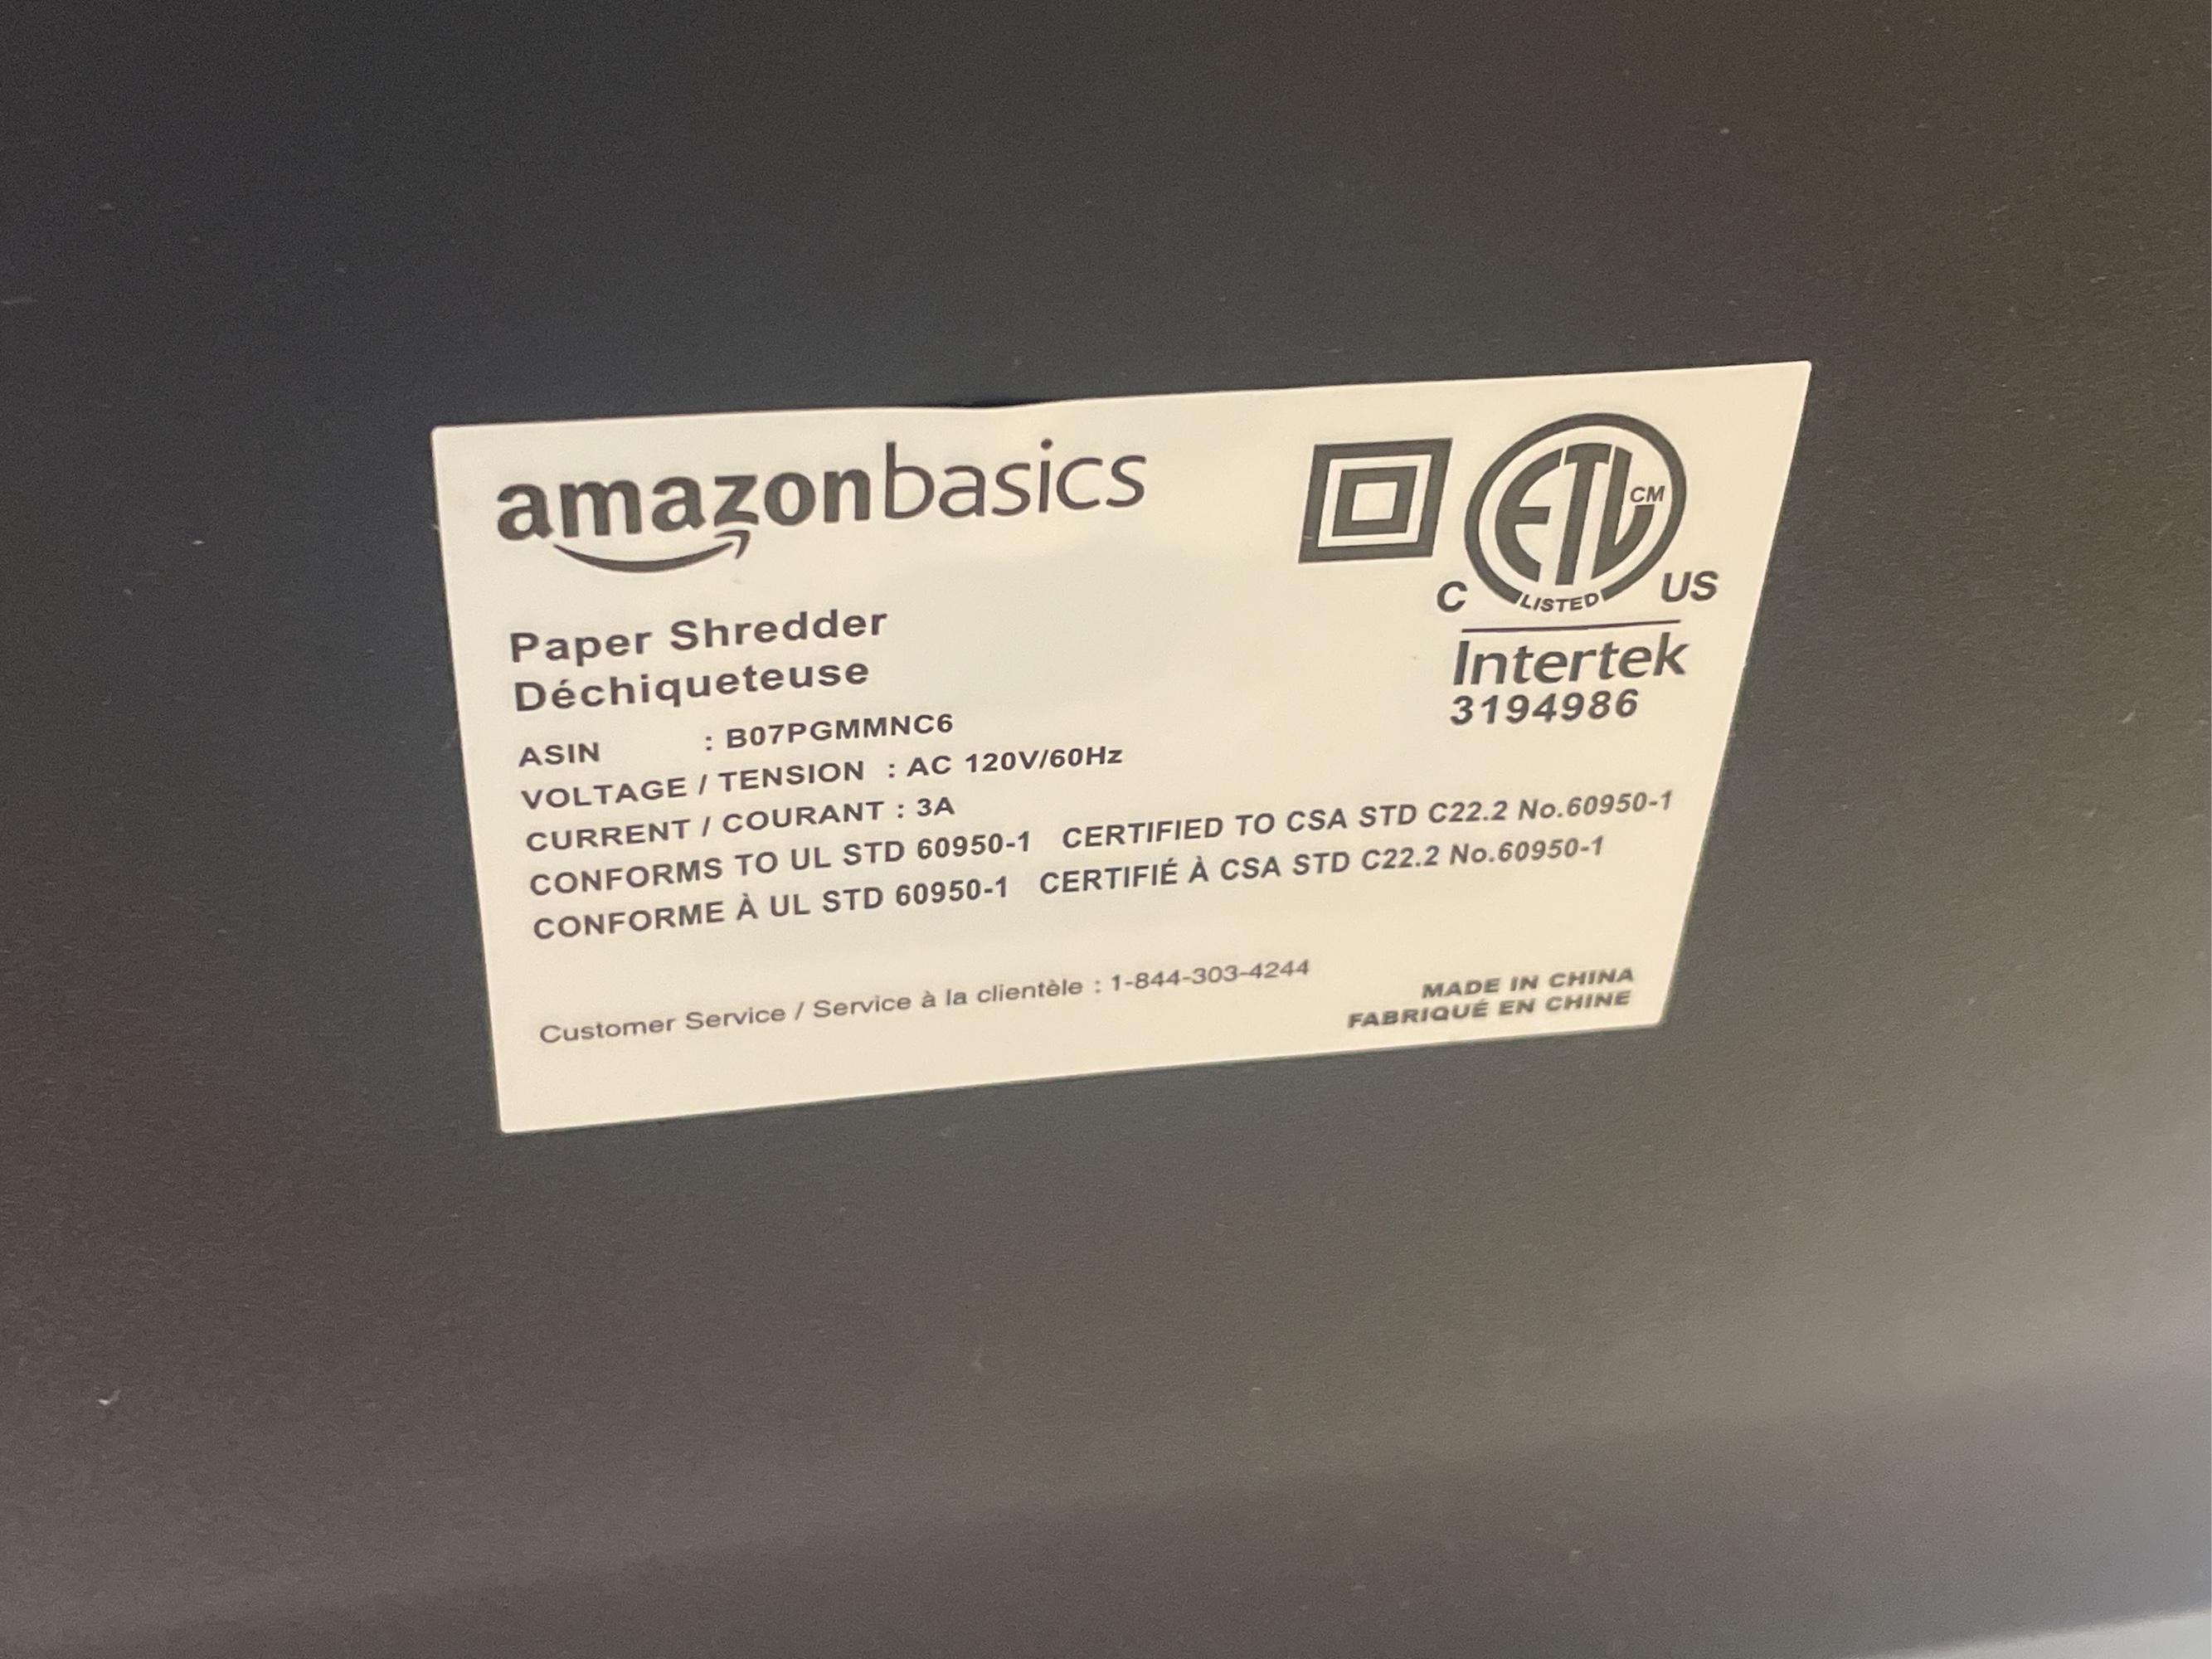 amazonbasics
ETL CM
LISTED
C US
Intertek
3194986
Paper Shredder
Déchiqueteuse
ASIN : B07PGMMNC6
VOLTAGE / TENSION : AC 120V/60Hz
CURRENT / COURANT : 3A
CONFORMS TO UL STD 60950-1 CERTIFIED TO CSA STD C22.2 No.60950-1
CONFORME À UL STD 60950-1 CERTIFIÉ À CSA STD C22.2 No.60950-1
Customer Service / Service à la clientèle : 1-844-303-4244
MADE IN CHINA
FABRIQUÉ EN CHINE